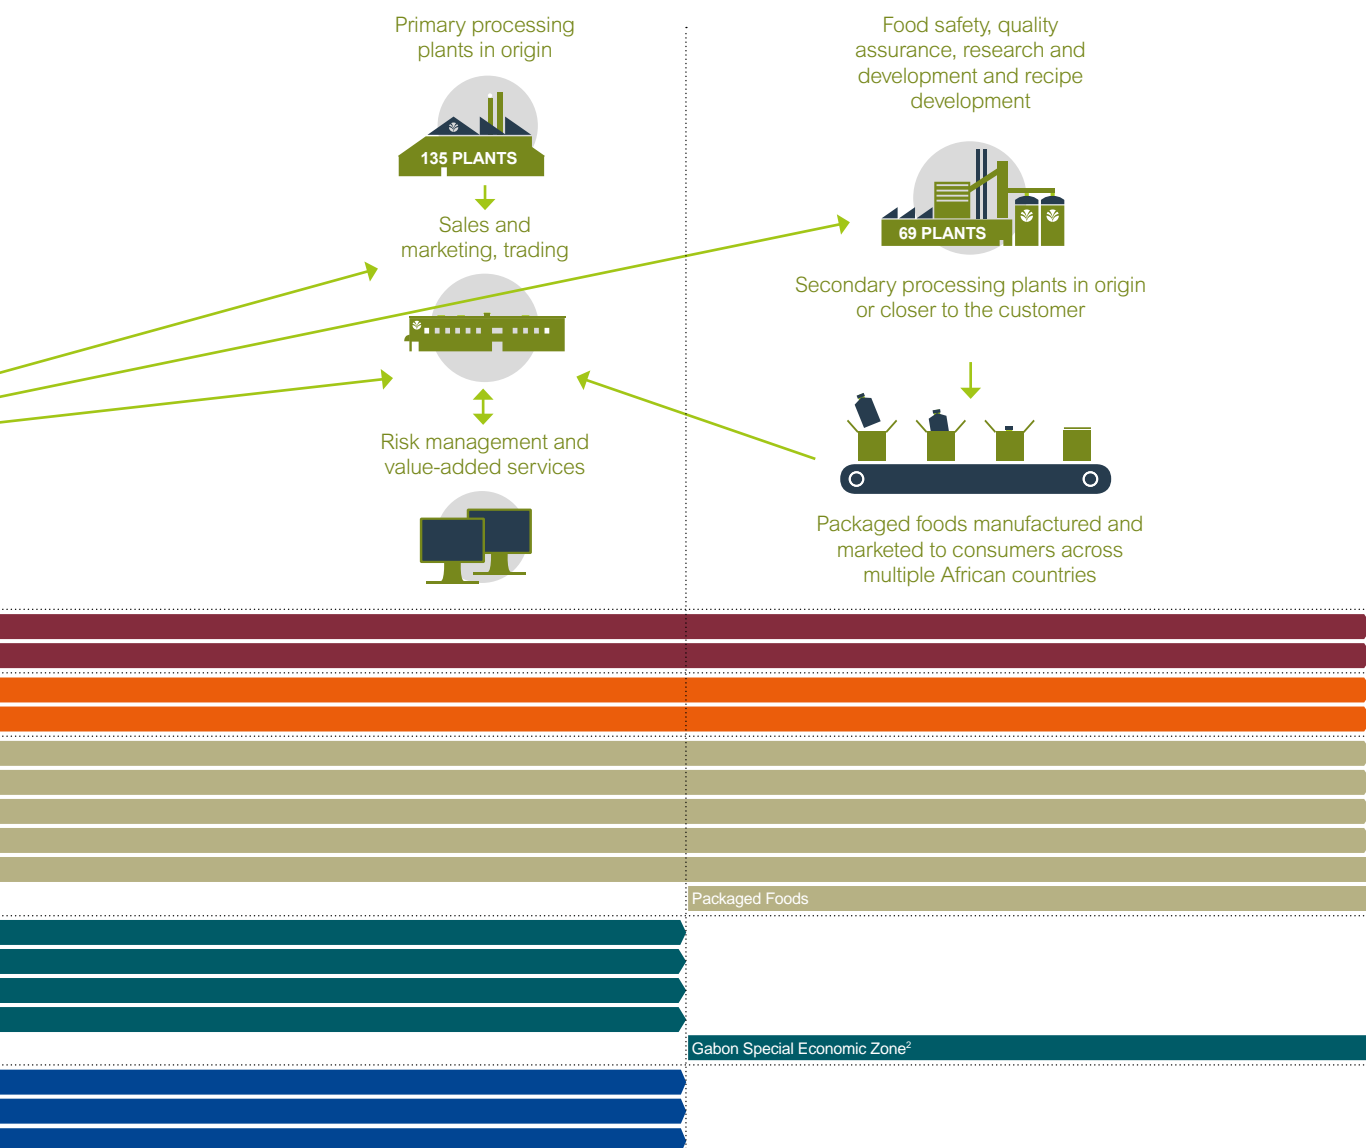 Primary processing
plants in origin
135 PLANTS
Sales and
marketing, trading
Risk management and
value-added services
Food safety, quality
assurance, research and
development and recipe
development
69 PLANTS
Secondary processing plants in origin
or closer to the customer
Packaged foods manufactured and
marketed to consumers across
multiple African countries
Packaged Foods
Gabon Special Economic Zone²